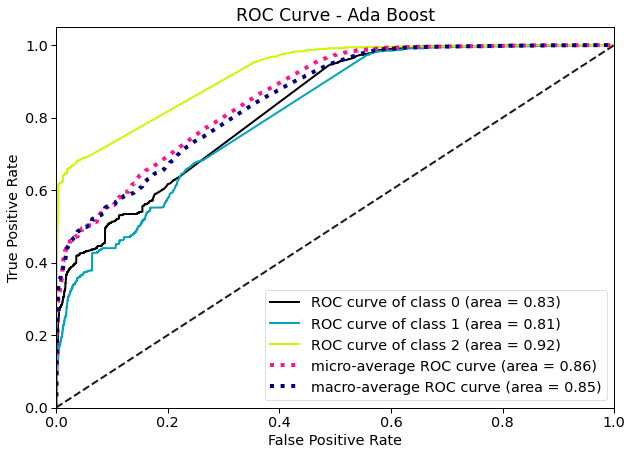 ROC Curve - Ada Boost
True Positive Rate
1.0
0.8
0.6
0.4
0.2
0.0
ROC curve of class 0 (area = 0.83)
ROC curve of class 1 (area = 0.81)
ROC curve of class 2 (area = 0.92)
micro-average ROC curve (area = 0.86)
macro-average ROC curve (area = 0.85)
0.0 0.2 0.4 0.6 0.8 1.0
False Positive Rate